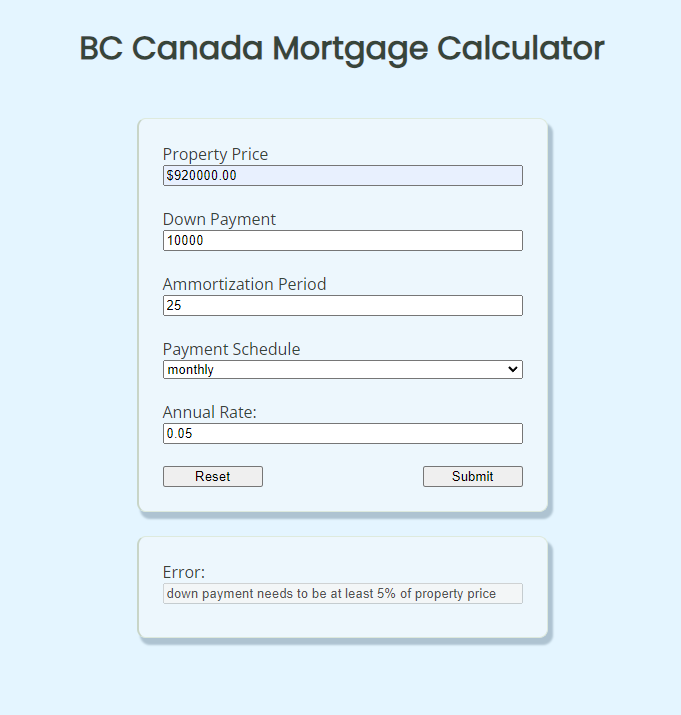 BC Canada Mortgage Calculator
Property Price
$920000.00
Down Payment
10000
Ammortization Period
25
Payment Schedule
monthly
Annual Rate:
0.05
Reset Submit
Error:
down payment needs to be at least 5% of property price